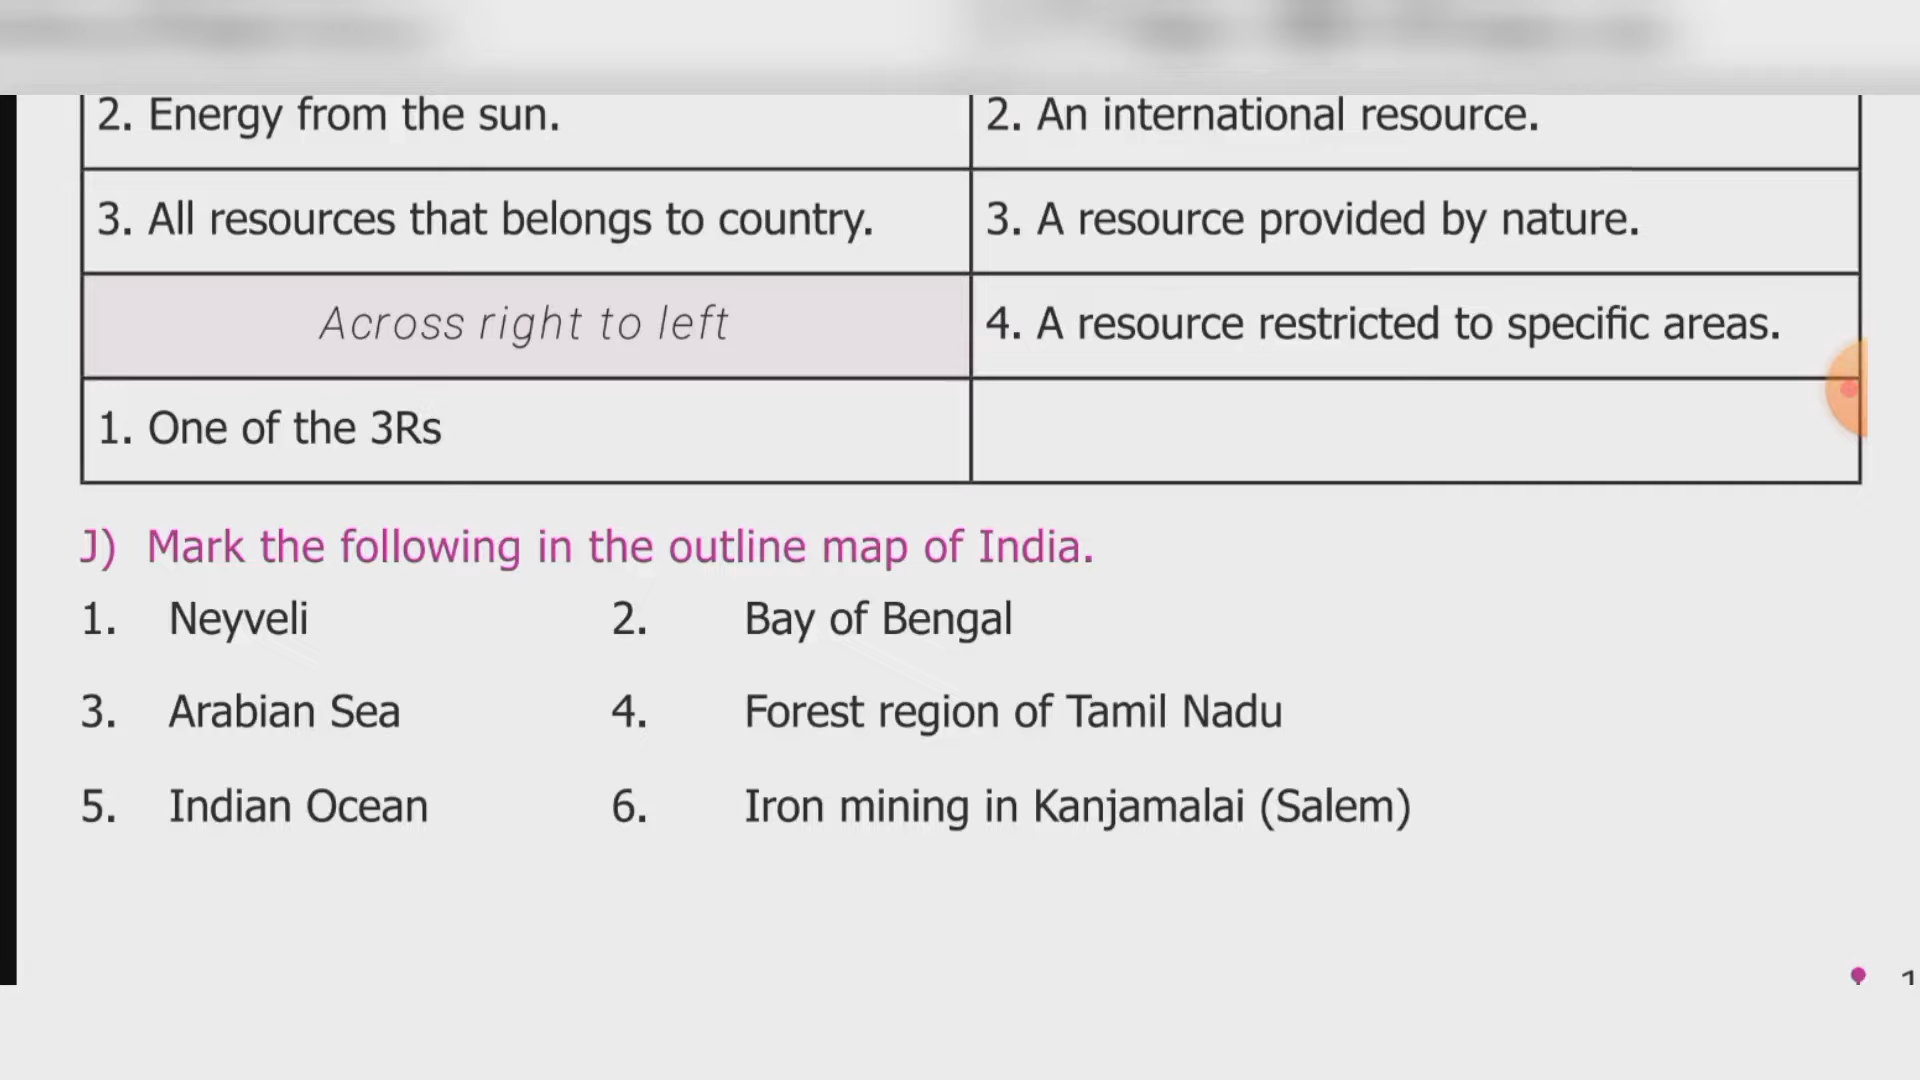 2. Energy from the sun.
2. An international resource.
3. All resources that belongs to country.
3. A resource provided by nature.
Across right to left
4. A resource restricted to specific areas.
1. One of the 3Rs
J) Mark the following in the outline map of India.
1. Neyveli 2. Bay of Bengal
3. Arabian Sea 4. Forest region of Tamil Nadu
5. Indian Ocean 6. Iron mining in Kanjamalai (Salem)
1